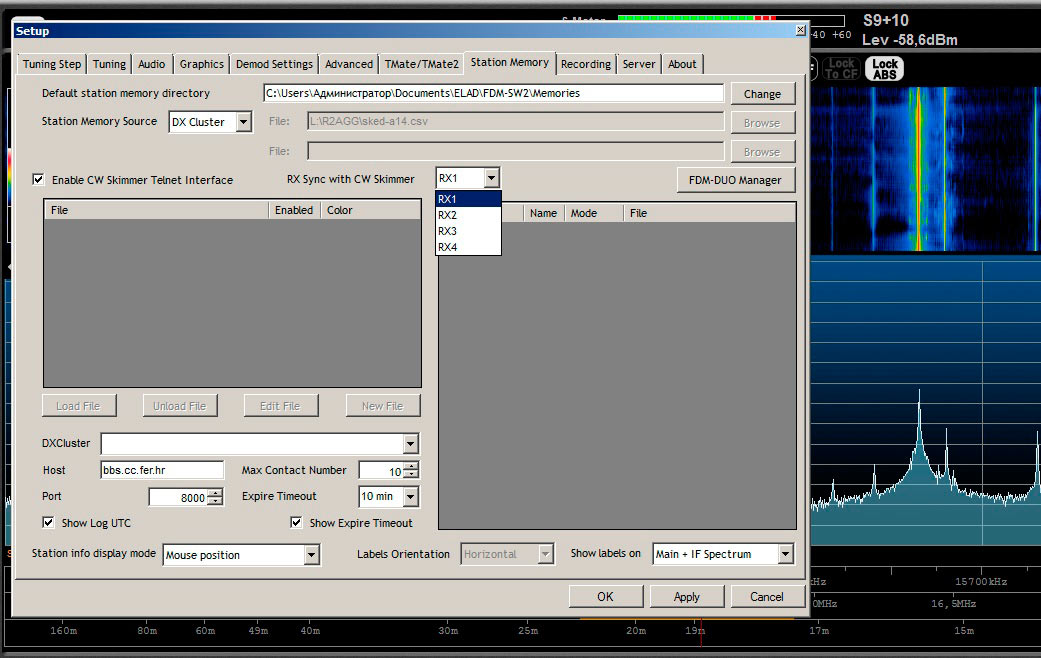 Setup
S-Meter
S9+10
40 +60
Lev -58,6dBm
Tuning Step Tuning Audio Graphics Demod Settings Advanced TMate/TMate2 Station Memory Recording Server About
Lock To CF
Lock ABS
Default station memory directory C:\Users\Администратор\Documents\ELAD\FDM-SW2\Memories Change
Station Memory Source DX Cluster File: L:\R2AGG\sked-a14.csv Browse
File: Browse
Enable CW Skimmer Telnet Interface RX Sync with CW Skimmer RX1 FDM-DUO Manager
RX1
RX2
RX3
RX4
File Enabled Color
Name Mode File
Load File Unload File Edit File New File
DXCluster
Host bbs.cc.fer.hr Max Contact Number 10
Port 8000 Expire Timeout 10 min
Show Log UTC Show Expire Timeout
Station info display mode Mouse position Labels Orientation Horizontal Show labels on Main + IF Spectrum
OK Apply Cancel
Hz 15700kHz
0MHz 16,5MHz
160m 80m 60m 49m 40m 30m 25m 20m 19m 17m 15m